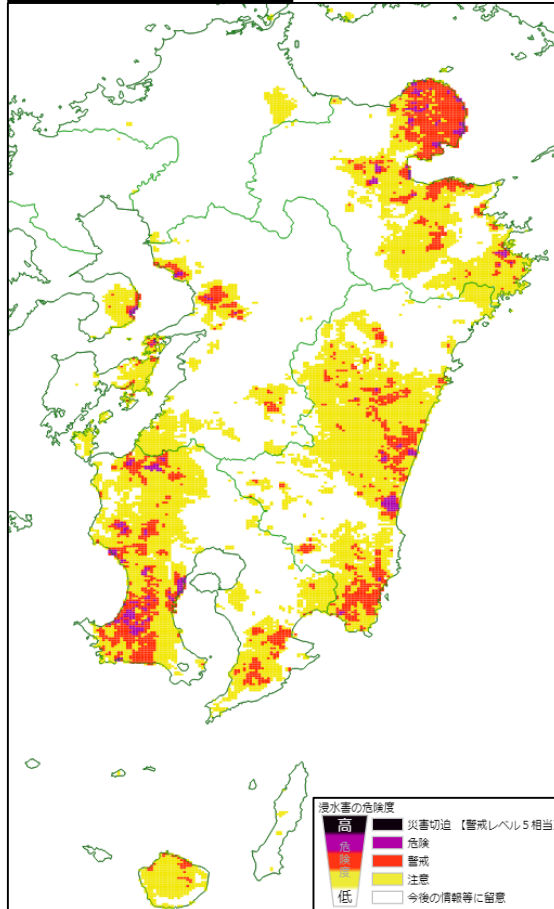 浸水害の危険度
高
危
険
度
低
災害切迫 【警戒レベル5相当】
危険
警戒
注意
今後の情報等に留意